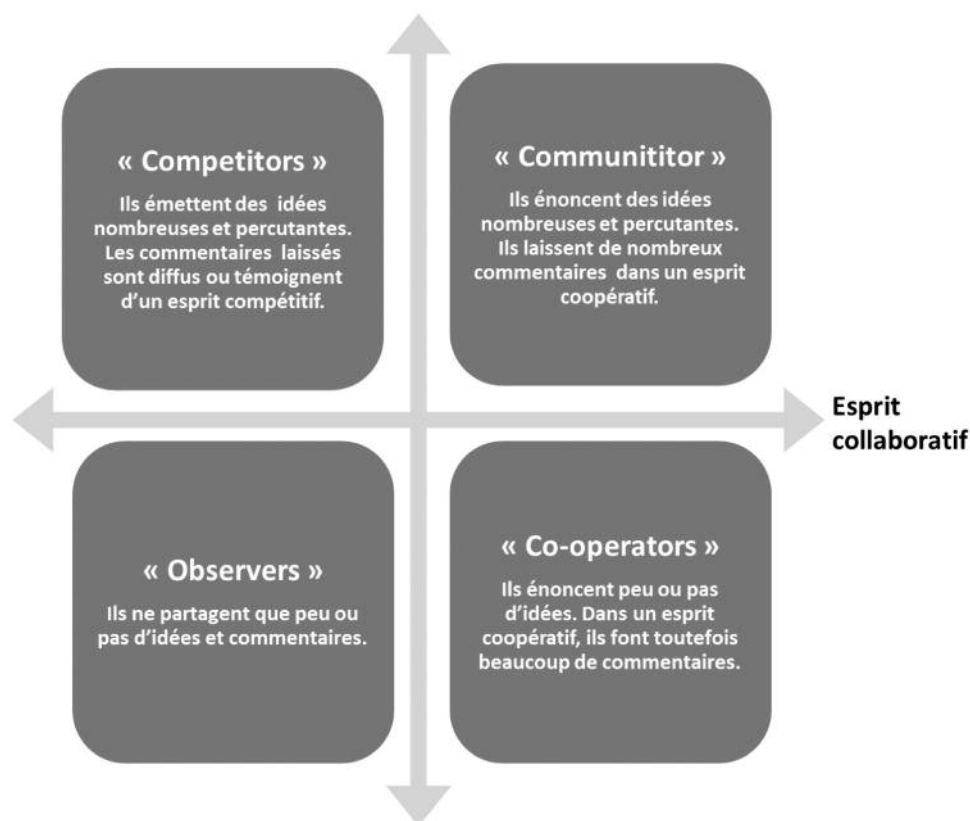 « Competitors »
Ils émettent des idées
nombreuses et percutantes.
Les commentaires laissés
sont diffus ou témoignent
d’un esprit compétitif.
« Communititor »
Ils énoncent des idées
nombreuses et percutantes.
Ils laissent de nombreux
commentaires dans un esprit
coopératif.
Esprit
collaboratif
« Observers »
Ils ne partagent que peu ou
pas d’idées et commentaires.
« Co-operators »
Ils énoncent peu ou pas
d’idées. Dans un esprit
coopératif, ils font toutefois
beaucoup de commentaires.